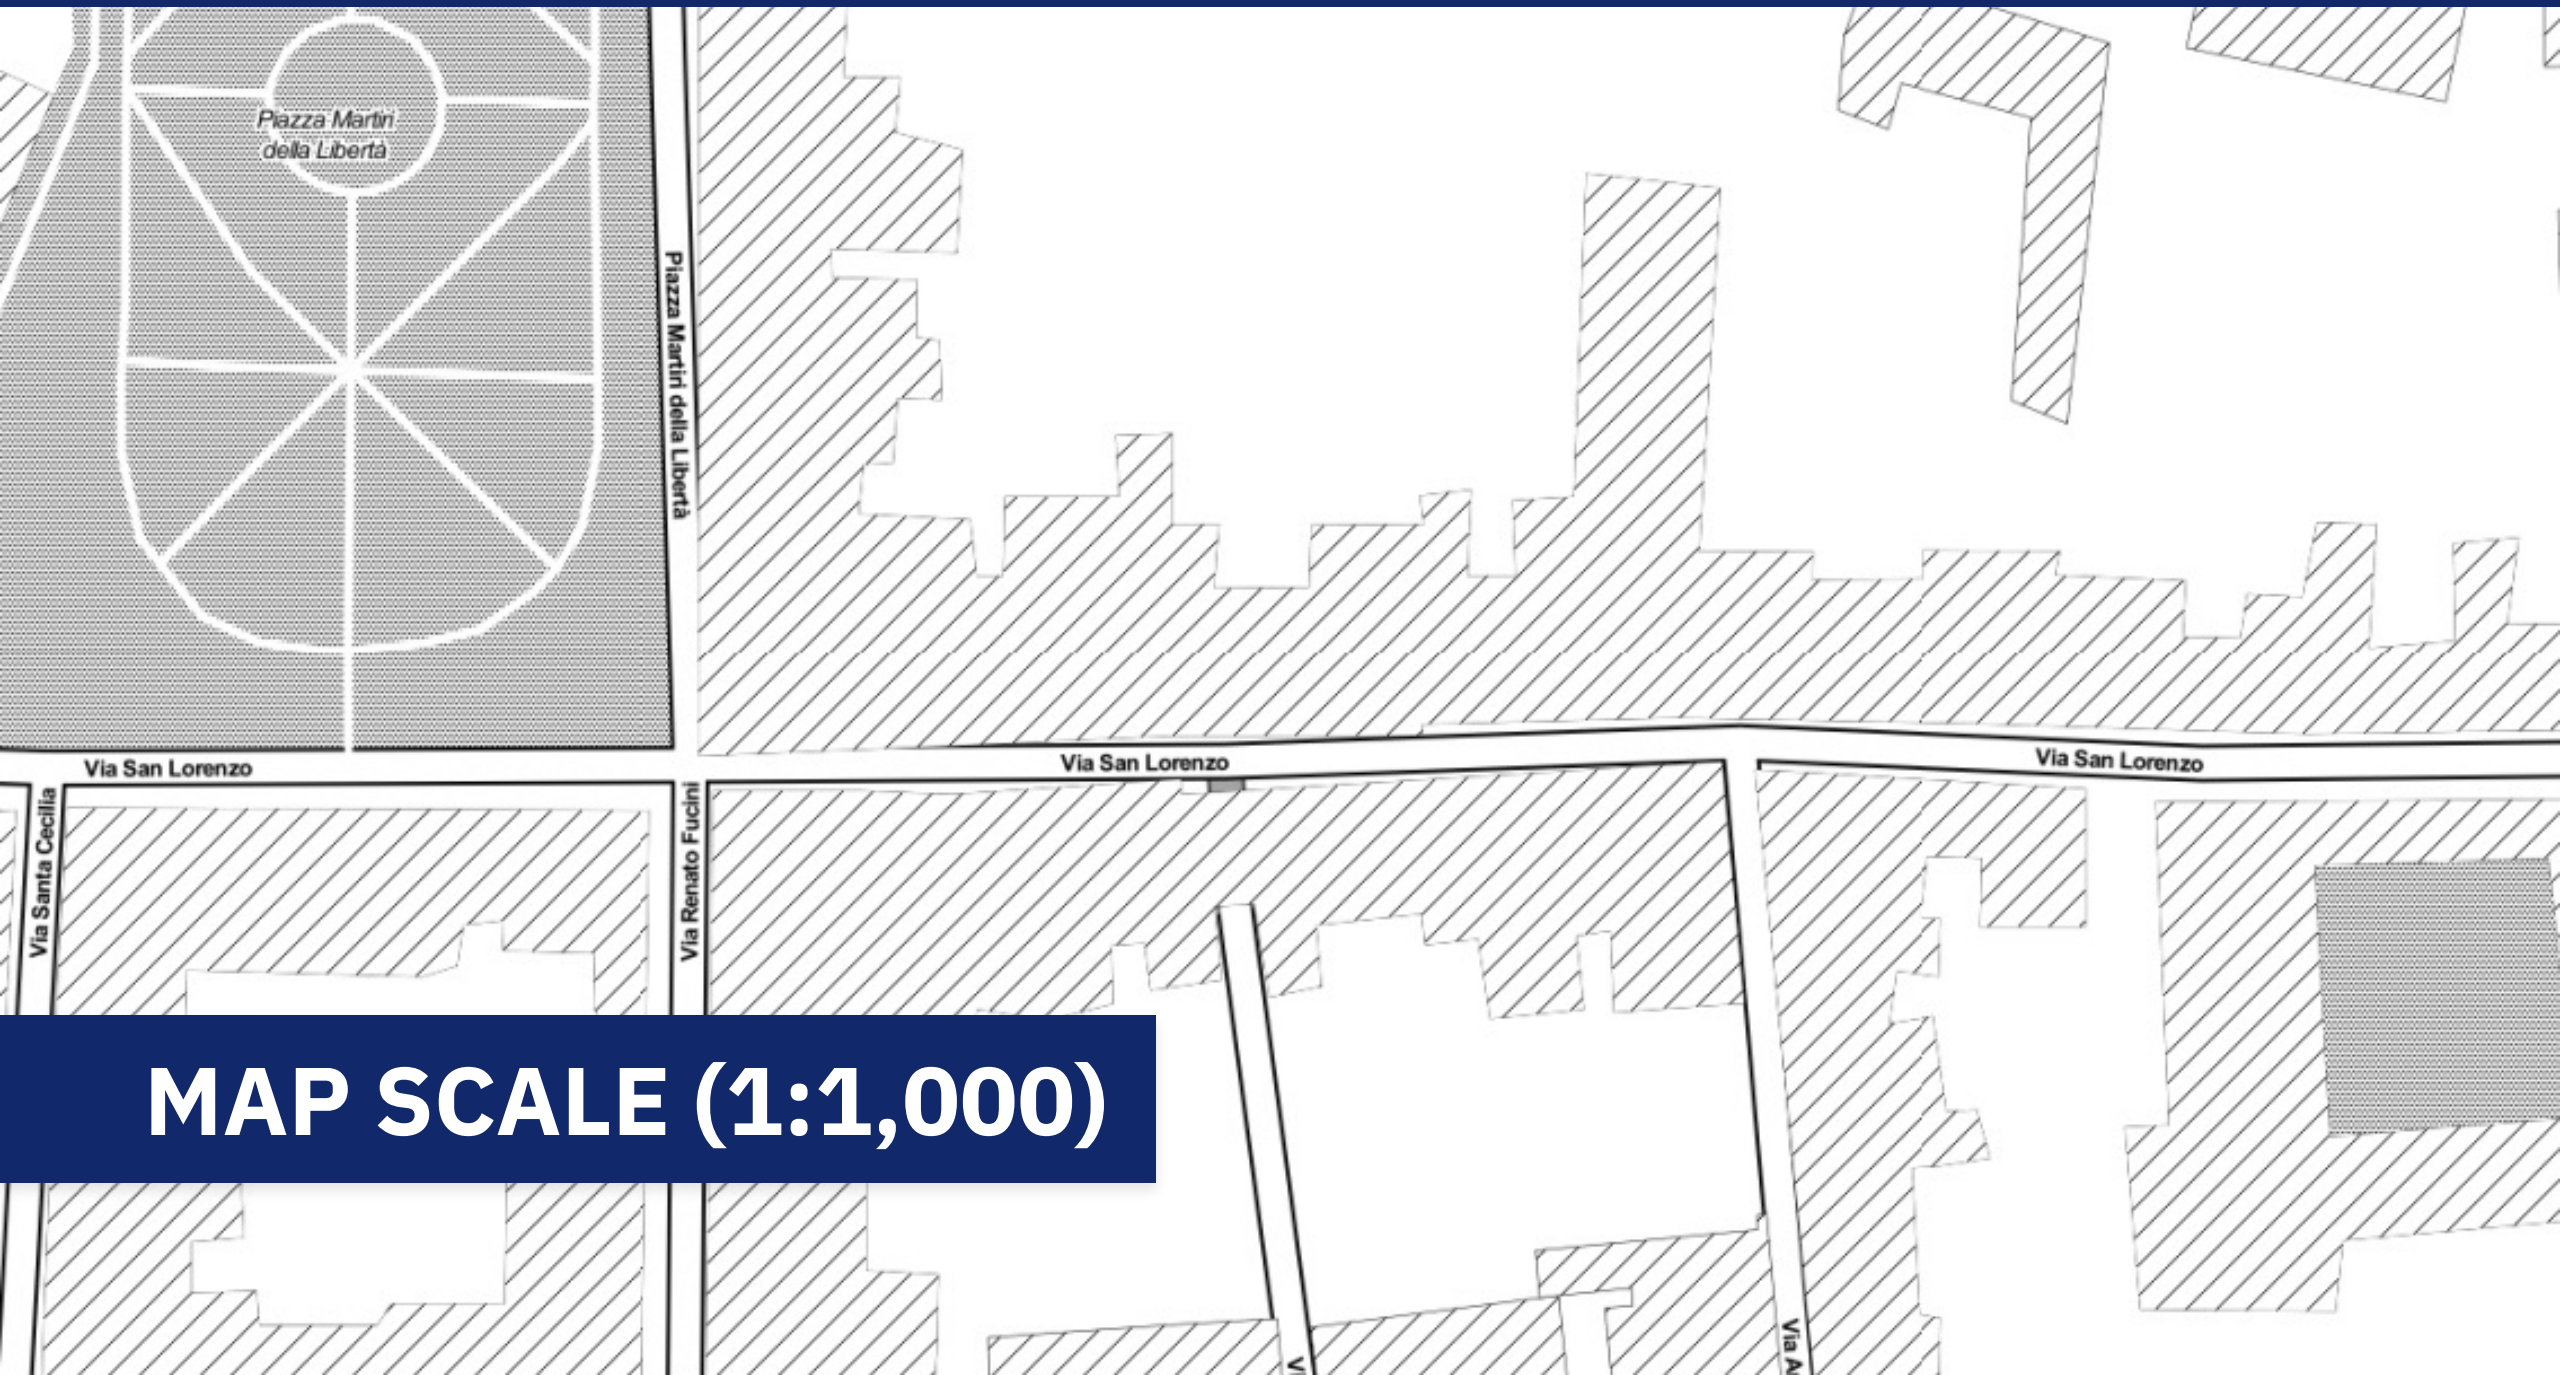 Piazza Martiri
della Libertà
Piazza Martiri della Libertà
Via San Lorenzo
Via San Lorenzo
Via San Lorenzo
Via Santa Cecilia
Via Renato Fucini
MAP SCALE (1:1,000)
Via